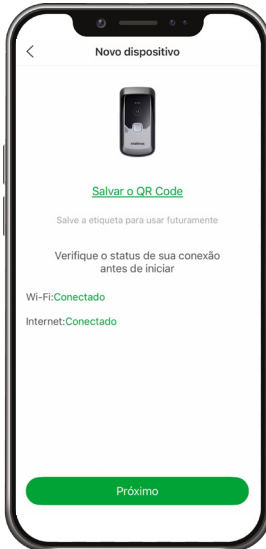 Novo dispositivo
Salvar o QR Code
Salve a etiqueta para usar futuramente
Verifique o status de sua conexão
antes de iniciar
Wi-Fi:Conectado
Internet:Conectado
Próximo